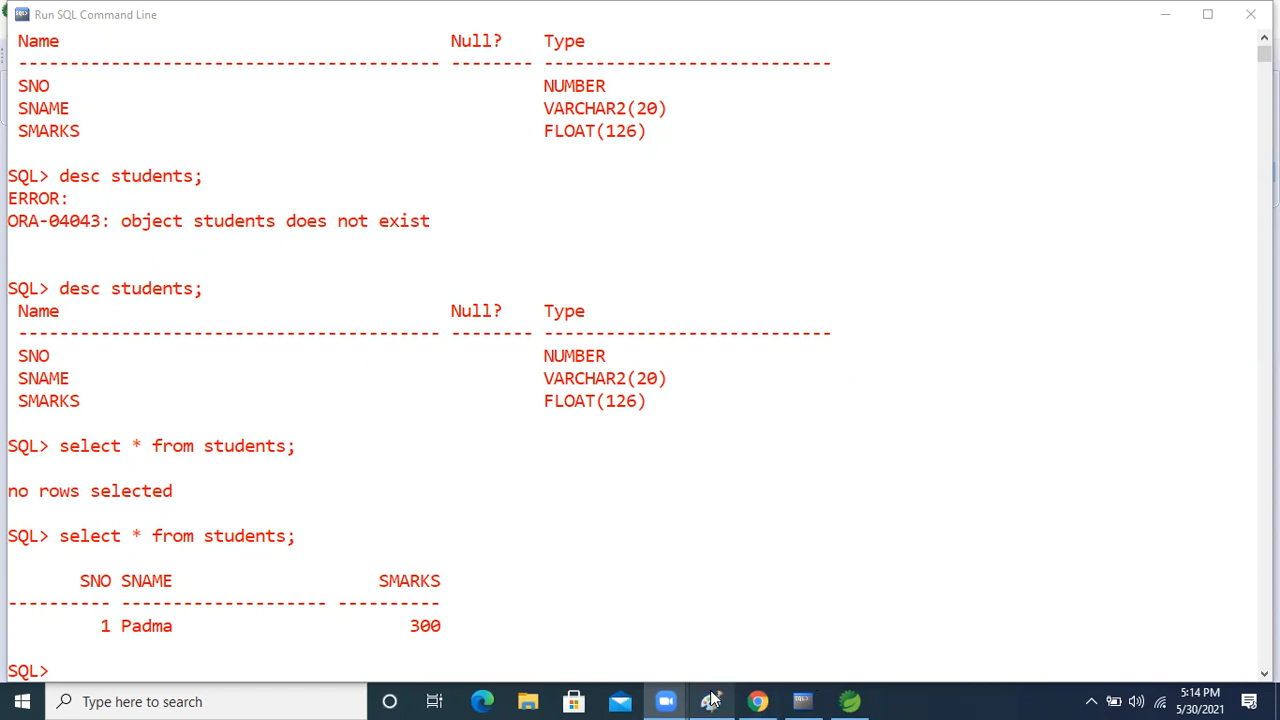 Run SQL Command Line
Name Null? Type
----------------------------------------- -------- ----------------------------
SNO NUMBER
SNAME VARCHAR2(20)
SMARKS FLOAT(126)
SQL> desc students;
ERROR:
ORA-04043: object students does not exist
SQL> desc students;
Name Null? Type
----------------------------------------- -------- ----------------------------
SNO NUMBER
SNAME VARCHAR2(20)
SMARKS FLOAT(126)
SQL> select * from students;
no rows selected
SQL> select * from students;
SNO SNAME SMARKS
---------- -------------------- ----------
1 Padma 300
SQL>
Type here to search
5:14 PM
5/30/2021